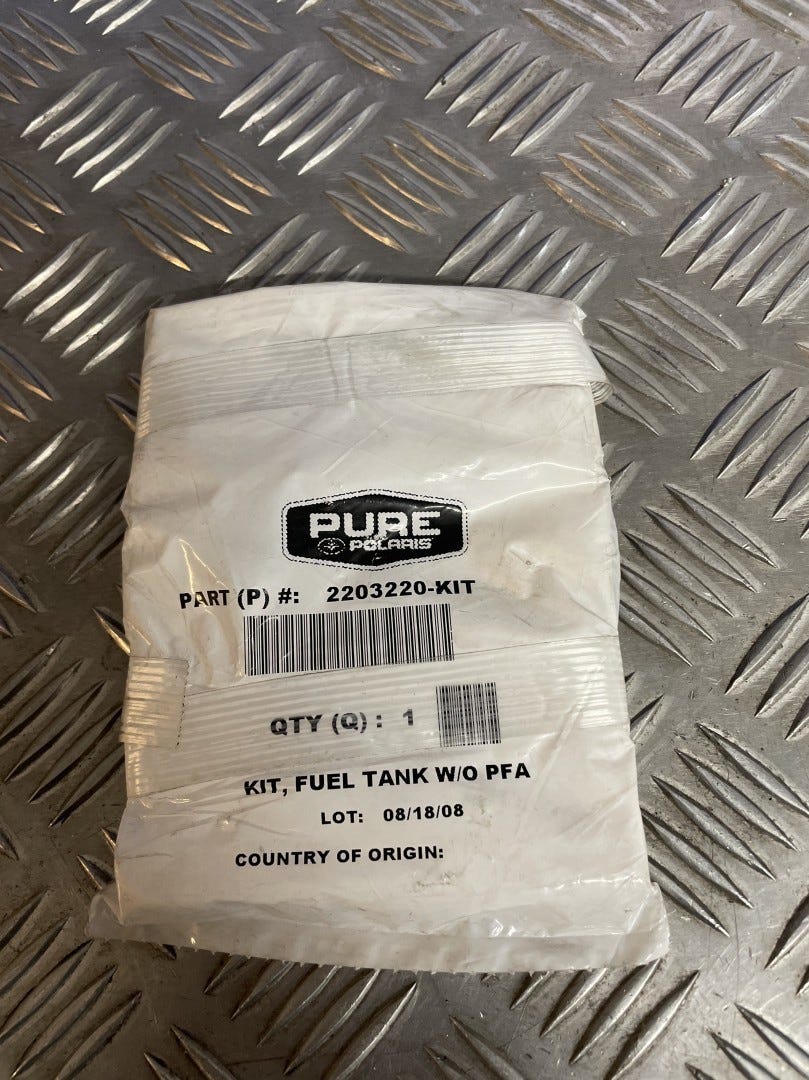 PURE
POLARIS
PART (P) #: 2203220-KIT
QTY (Q) : 1
KIT, FUEL TANK W/O PFA
LOT: 08/18/08
COUNTRY OF ORIGIN: